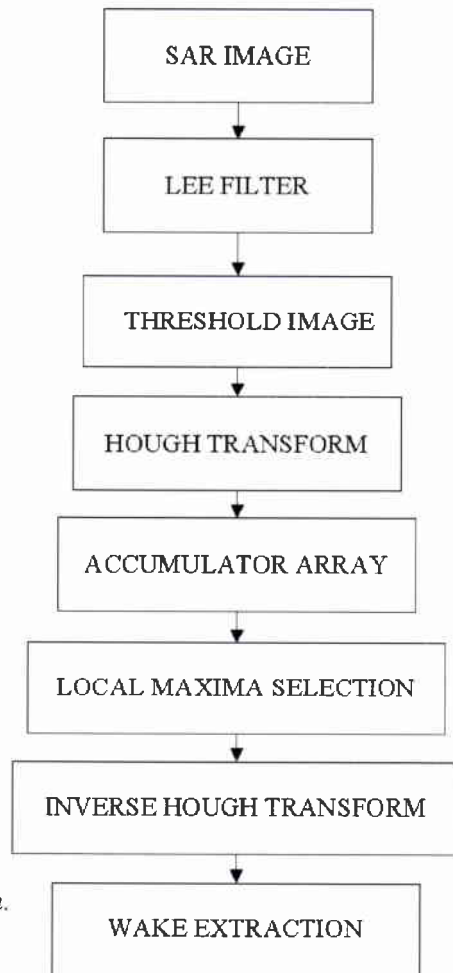 SAR IMAGE
LEE FILTER
THRESHOLD IMAGE
HOUGH TRANSFORM
ACCUMULATOR ARRAY
LOCAL MAXIMA SELECTION
INVERSE HOUGH TRANSFORM
WAKE EXTRACTION